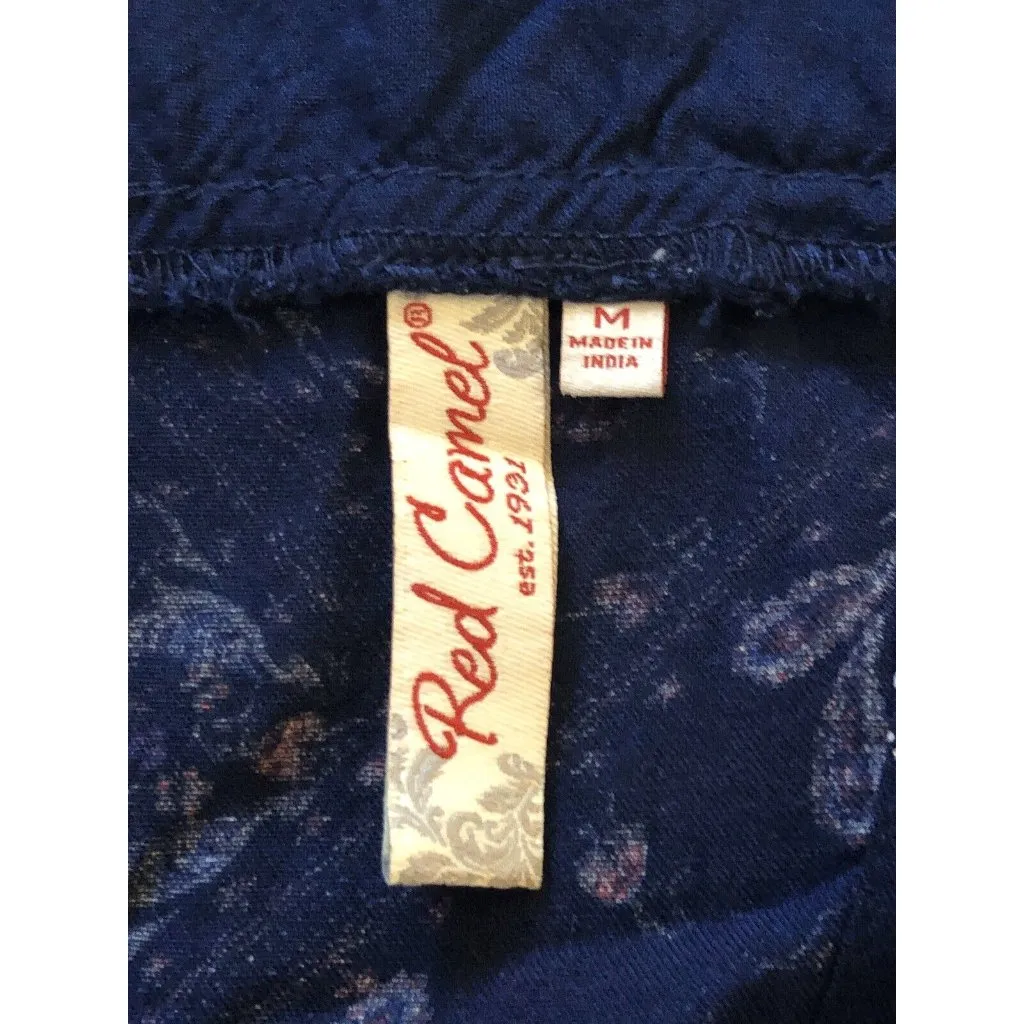 Red Camel®
est. 1931
M
MADE IN
INDIA